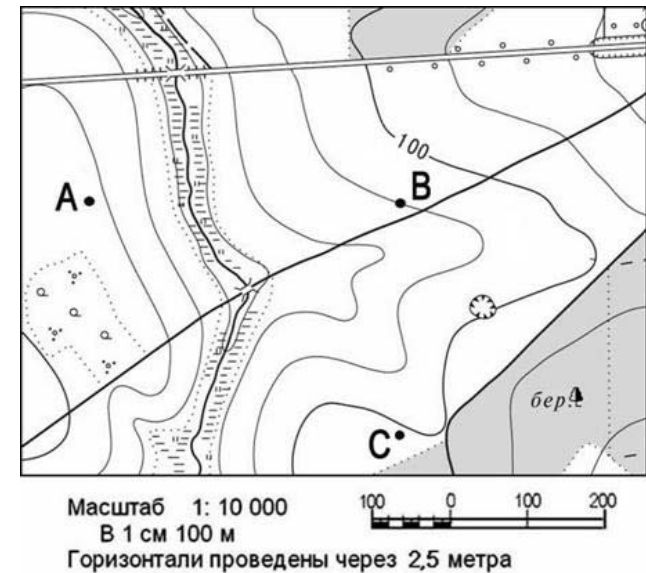 100
A
B
бер.
C
Масштаб 1: 10 000
В 1 см 100 м
100 0 100 200
Горизонтали проведены через 2,5 метра